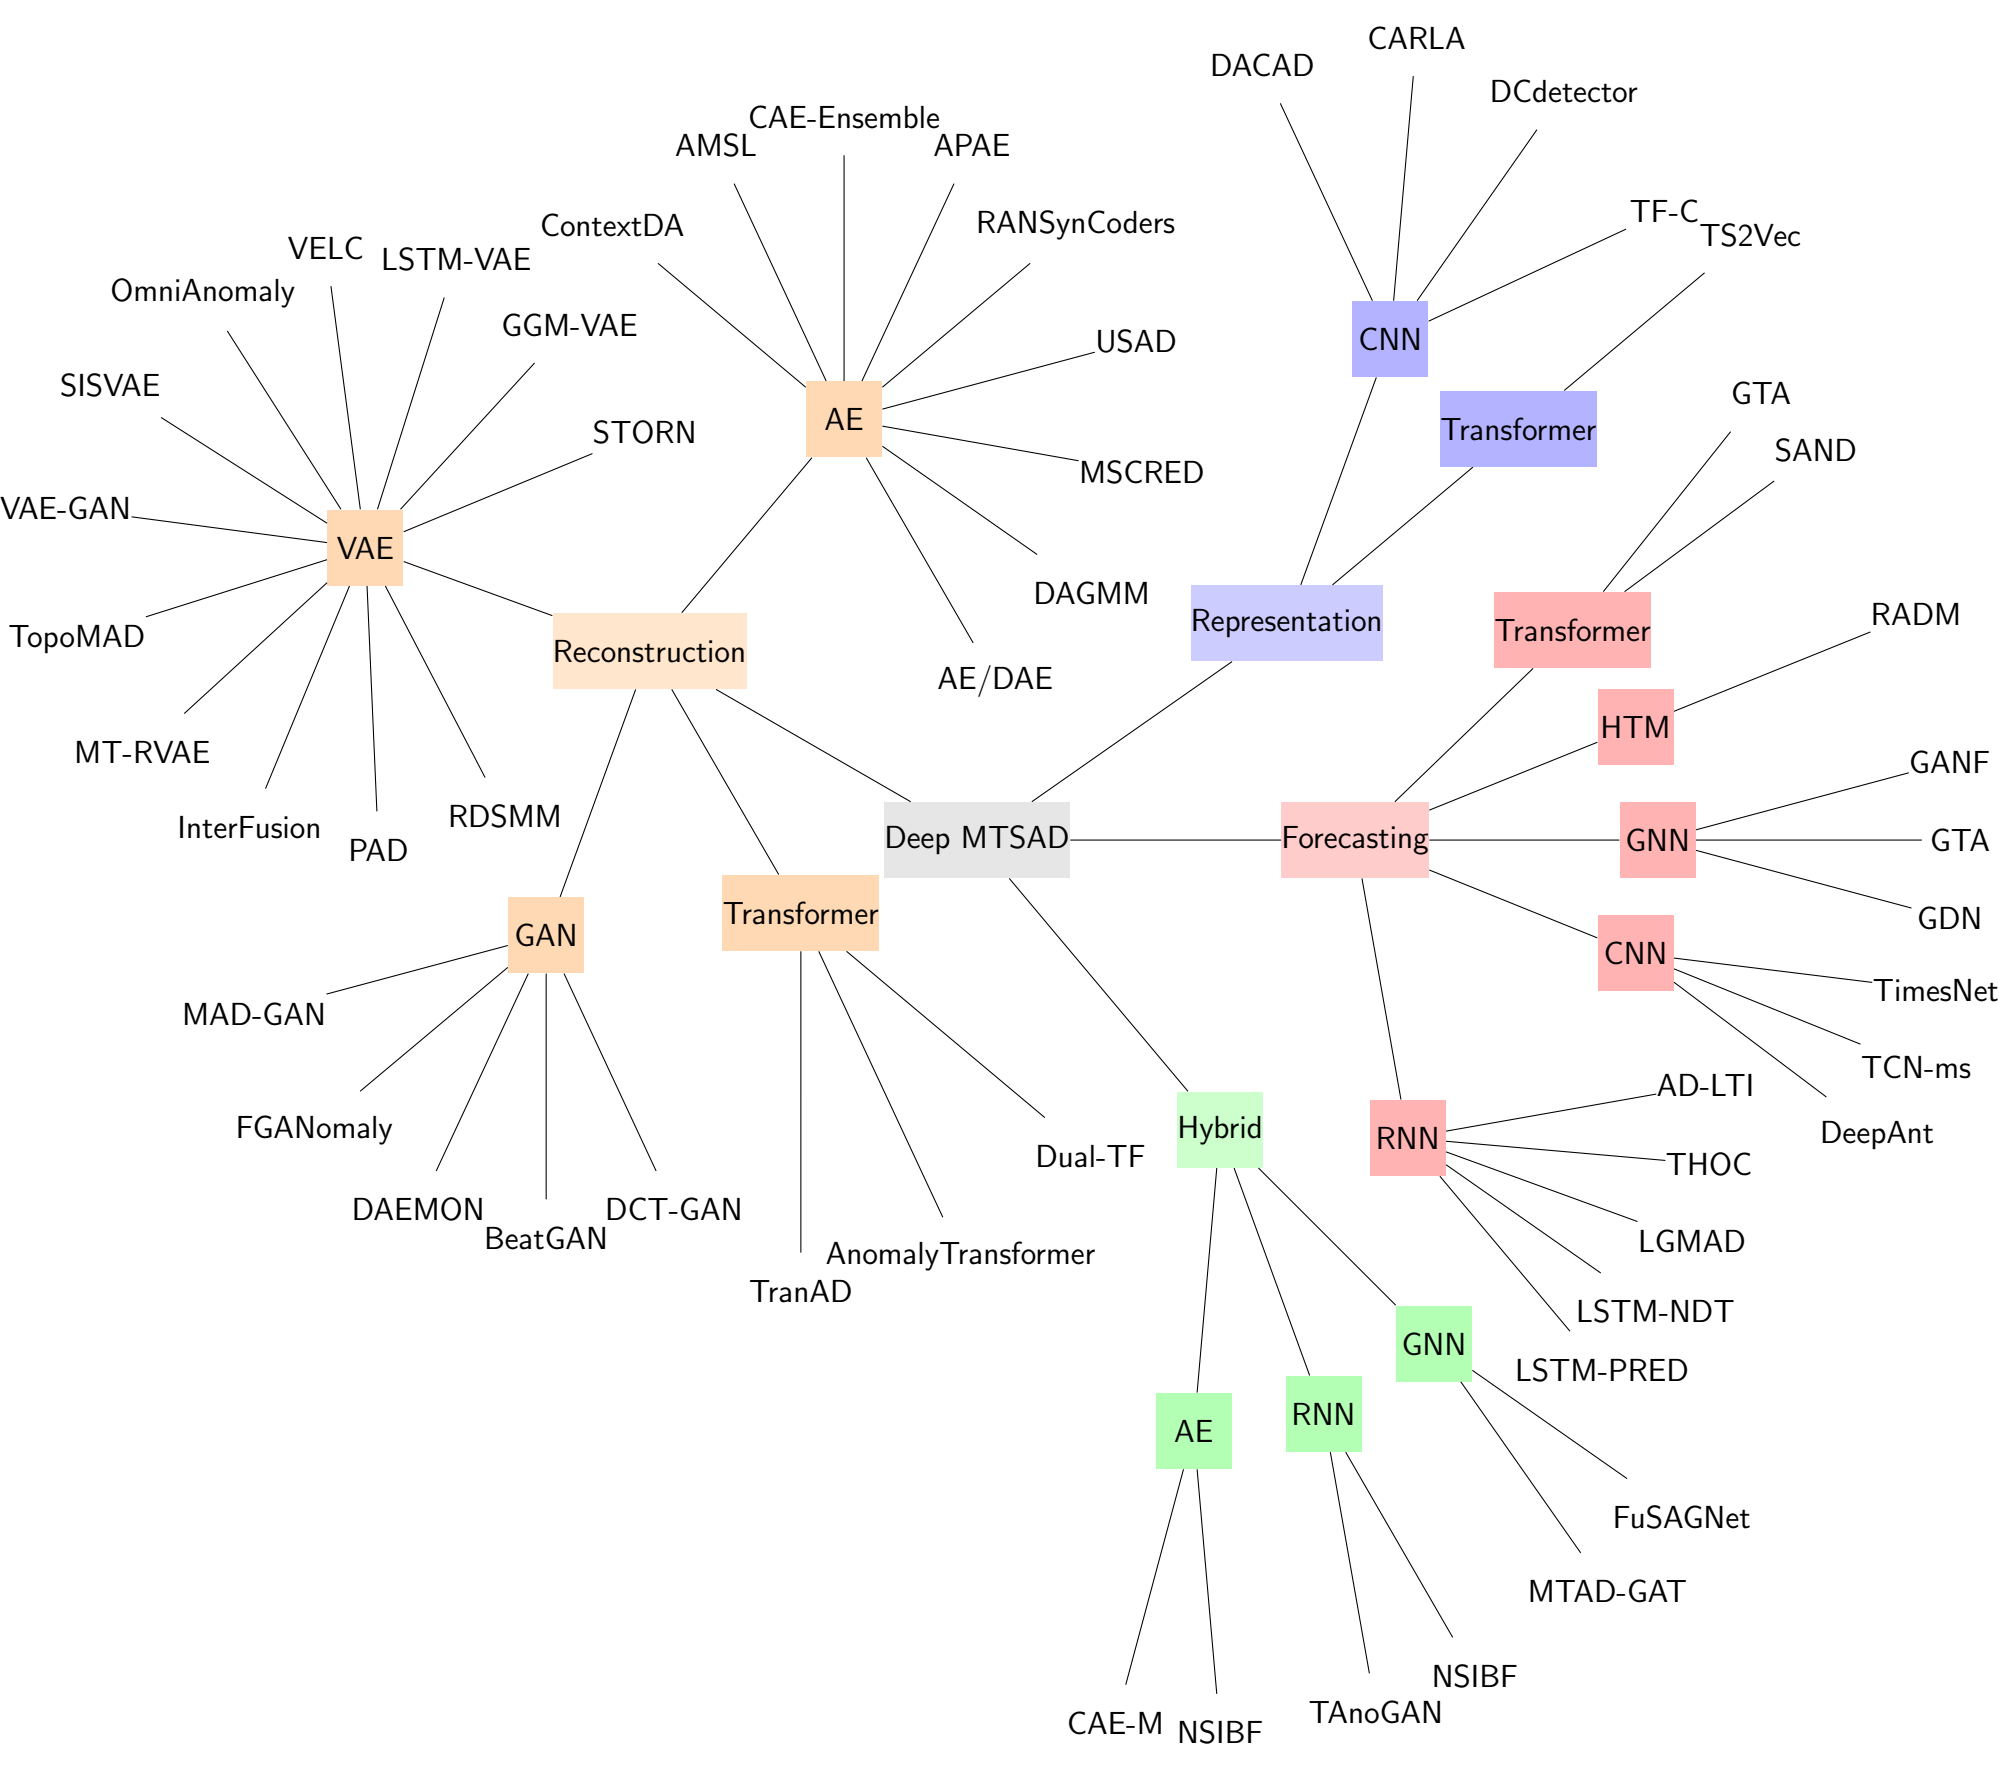 CARLA
DACAD
DCdetector
CAE-Ensemble
AMSL
APAE
TF-C
RANSynCoders
ContextDA
TS2Vec
VELC
LSTM-VAE
OmniAnomaly
GGM-VAE
CNN
USAD
SISVAE
GTA
AE
Transformer
STORN
SAND
MSCRED
VAE-GAN
VAE
DAGMM
RADM
Representation
Transformer
TopoMAD
Reconstruction
AE/DAE
HTM
MT-RVAE
GANF
RDSMM
InterFusion
Deep MTSAD
Forecasting
GNN
GTA
PAD
Transformer
GDN
GAN
CNN
TimesNet
MAD-GAN
TCN-ms
AD-LTI
FGANomaly
Hybrid
RNN
DeepAnt
Dual-TF
THOC
DAEMON
DCT-GAN
BeatGAN
LGMAD
AnomalyTransformer
TranAD
LSTM-NDT
GNN
LSTM-PRED
RNN
AE
FuSAGNet
MTAD-GAT
NSIBF
TAnoGAN
CAE-M
NSIBF